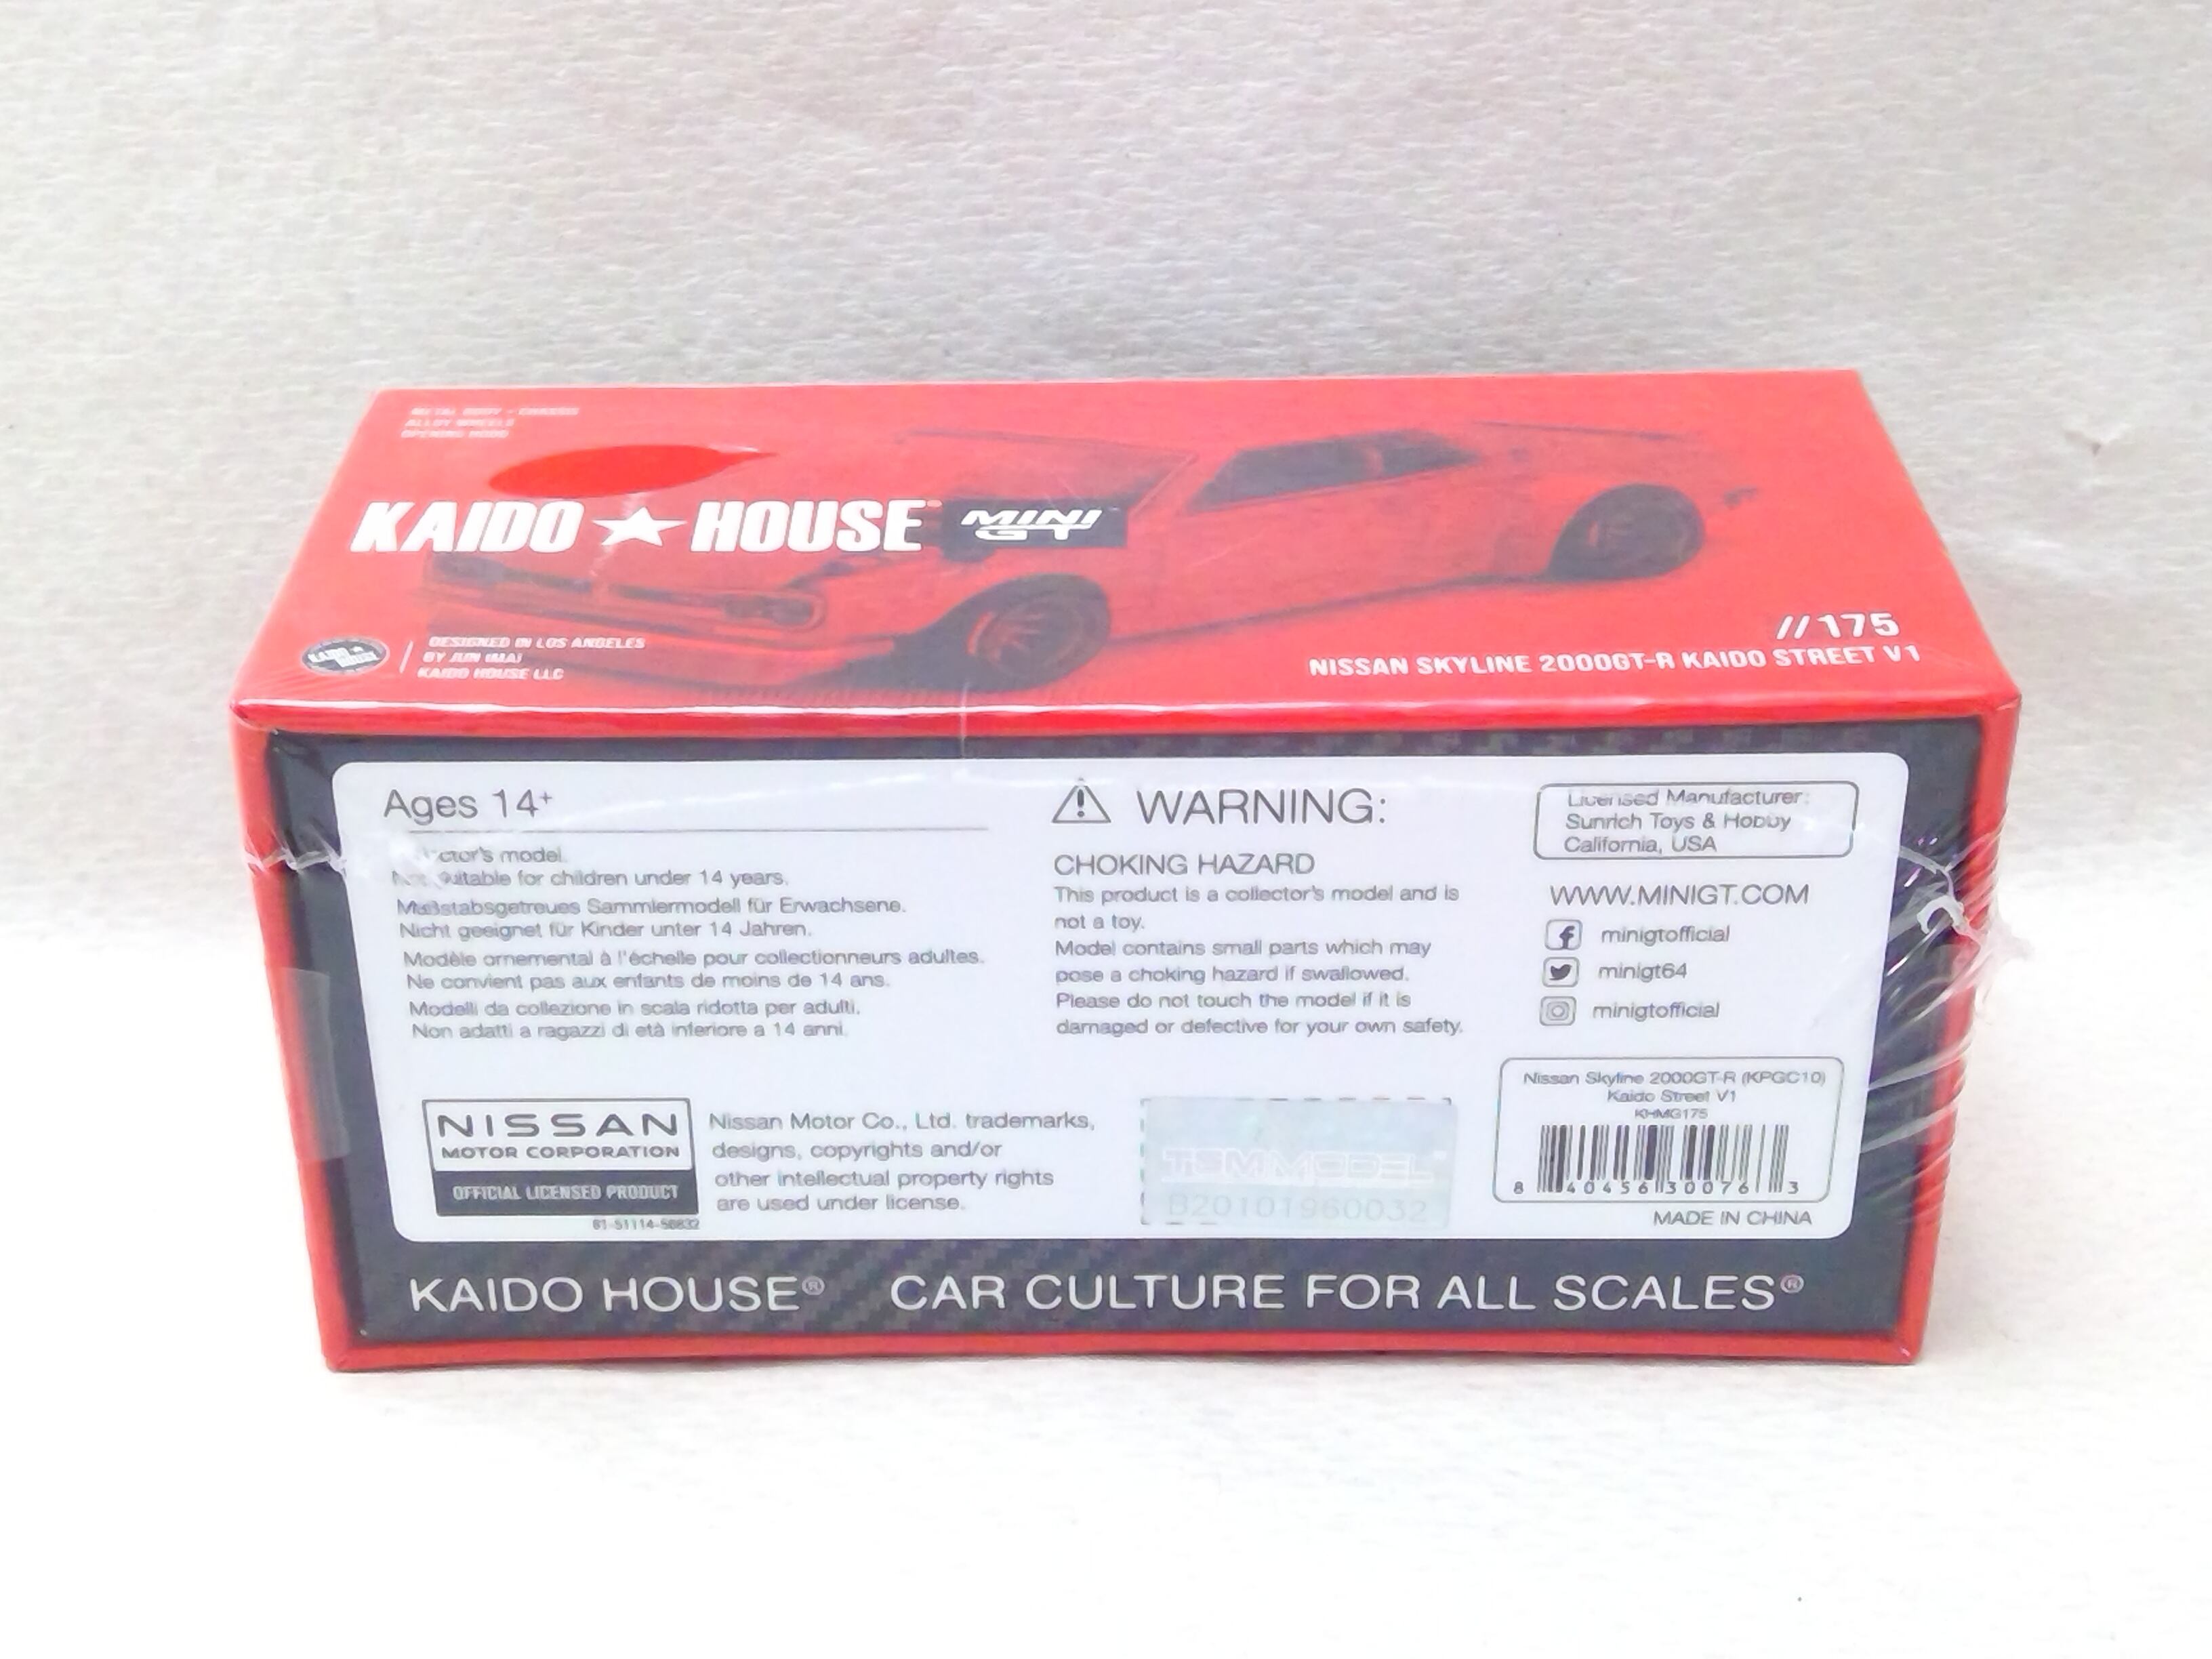 METAL BODY - CHASSIS
ALLOY WHEELS
OPENING HOOD
KAIDO★HOUSE MINI GT
KAIDO★HOUSE
DESIGNED IN LOS ANGELES
BY JUN IMAI
KAIDO HOUSE LLC
//175
NISSAN SKYLINE 2000GT-R KAIDO STREET V1
Ages 14+
model.
suitable for children under 14 years.
Maßstabsgetreues Sammlermodell für Erwachsene.
Nicht geeignet für Kinder unter 14 Jahren.
Modèle ornemental à l'échelle pour collectionneurs adultes.
Ne convient pas aux enfants de moins de 14 ans.
Modelli da collezione in scala ridotta per adulti.
Non adatti a ragazzi di età inferiore a 14 anni.
WARNING:
CHOKING HAZARD
This product is a collector's model and is
not a toy.
Model contains small parts which may
pose a choking hazard if swallowed.
Please do not touch the model if it is
damaged or defective for your own safety.
Licensed Manufacturer:
Sunrich Toys & Hobby
California, USA
WWW.MINIGT.COM
minigtofficial
minigt64
minigtofficial
NISSAN
MOTOR CORPORATION
OFFICIAL LICENSED PRODUCT
Nissan Motor Co., Ltd. trademarks,
designs, copyrights and/or
other intellectual property rights
are used under license.
TSM MODEL
B20101960032
Nissan Skyline 2000GT-R (KPGC10)
Kaido Street V1
KHMG175
8 40456 30076 3
MADE IN CHINA
KAIDO HOUSE® CAR CULTURE FOR ALL SCALES®